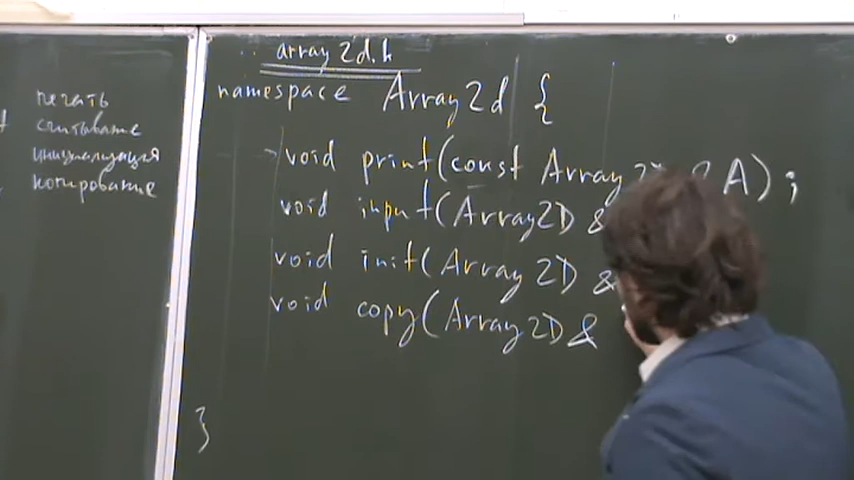 печать
считывание
инициализация
копирование
array2d.h
namespace Array2d {
void print(const Array2D & A);
void input(Array2D &
void init(Array2D &
void copy(Array2D &
}